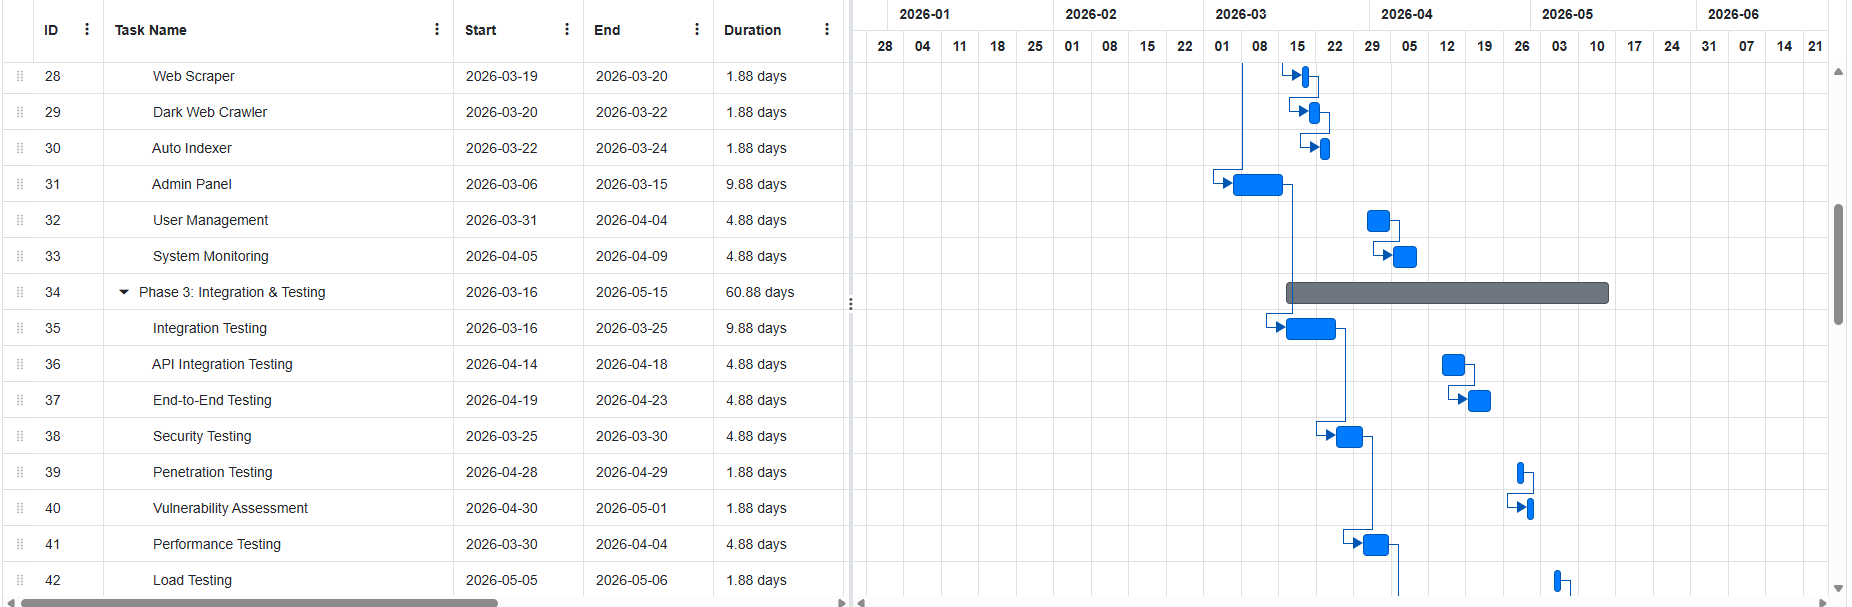 ID Task Name Start End Duration 2026-01 2026-02 2026-03 2026-04 2026-05 2026-06
28 04 11 18 25 01 08 15 22 01 08 15 22 29 05 12 19 26 03 10 17 24 31 07 14 21
28 Web Scraper 2026-03-19 2026-03-20 1.88 days
29 Dark Web Crawler 2026-03-20 2026-03-22 1.88 days
30 Auto Indexer 2026-03-22 2026-03-24 1.88 days
31 Admin Panel 2026-03-06 2026-03-15 9.88 days
32 User Management 2026-03-31 2026-04-04 4.88 days
33 System Monitoring 2026-04-05 2026-04-09 4.88 days
34 Phase 3: Integration & Testing 2026-03-16 2026-05-15 60.88 days
35 Integration Testing 2026-03-16 2026-03-25 9.88 days
36 API Integration Testing 2026-04-14 2026-04-18 4.88 days
37 End-to-End Testing 2026-04-19 2026-04-23 4.88 days
38 Security Testing 2026-03-25 2026-03-30 4.88 days
39 Penetration Testing 2026-04-28 2026-04-29 1.88 days
40 Vulnerability Assessment 2026-04-30 2026-05-01 1.88 days
41 Performance Testing 2026-03-30 2026-04-04 4.88 days
42 Load Testing 2026-05-05 2026-05-06 1.88 days